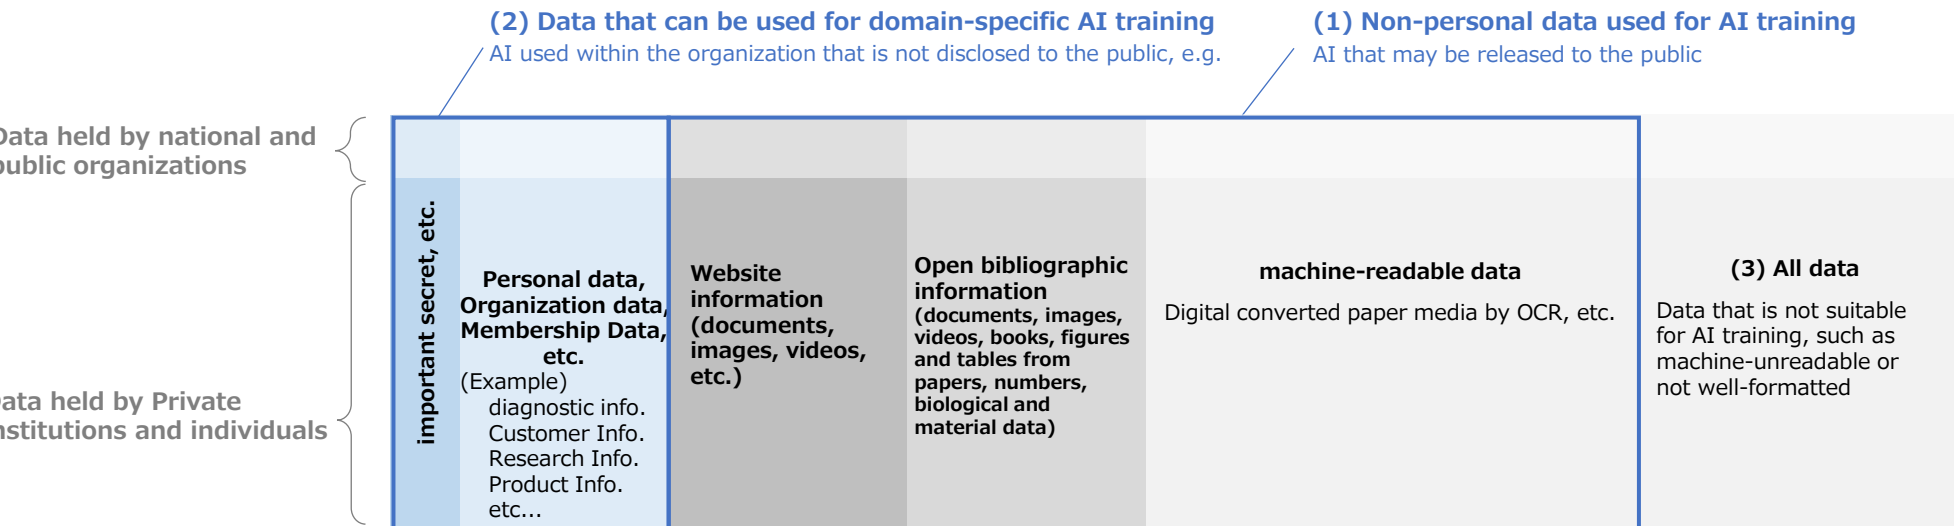 (2) Data that can be used for domain-specific AI training
AI used within the organization that is not disclosed to the public, e.g.
(1) Non-personal data used for AI training
AI that may be released to the public
Data held by national and
public organizations
Data held by Private
institutions and individuals
important secret, etc.
Personal data,
Organization data,
Membership Data,
etc.
(Example)
diagnostic info.
Customer Info.
Research Info.
Product Info.
etc...
Website
information
(documents,
images, videos,
etc.)
Open bibliographic
information
(documents, images,
videos, books, figures
and tables from
papers, numbers,
biological and
material data)
machine-readable data
Digital converted paper media by OCR, etc.
(3) All data
Data that is not suitable
for AI training, such as
machine-unreadable or
not well-formatted